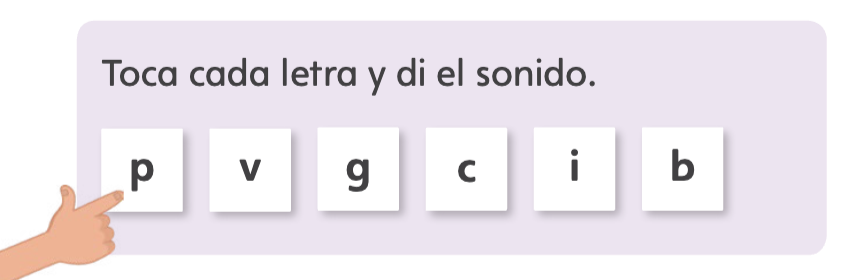 Toca cada letra y di el sonido.
p v g c i b